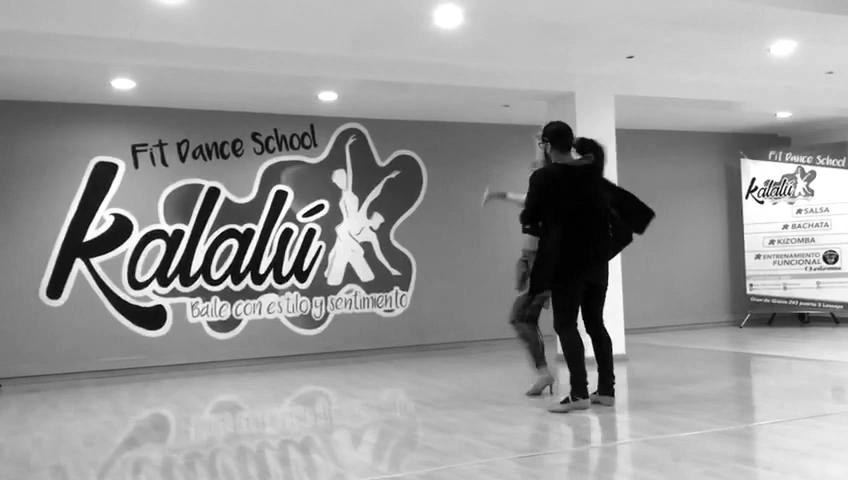 Fit Dance School
Kalalú
Baile con estilo y sentimiento
Fit Dance School
Kalalú
SALSA
BACHATA
KIZOMBA
ENTRENAMIENTO
FUNCIONAL